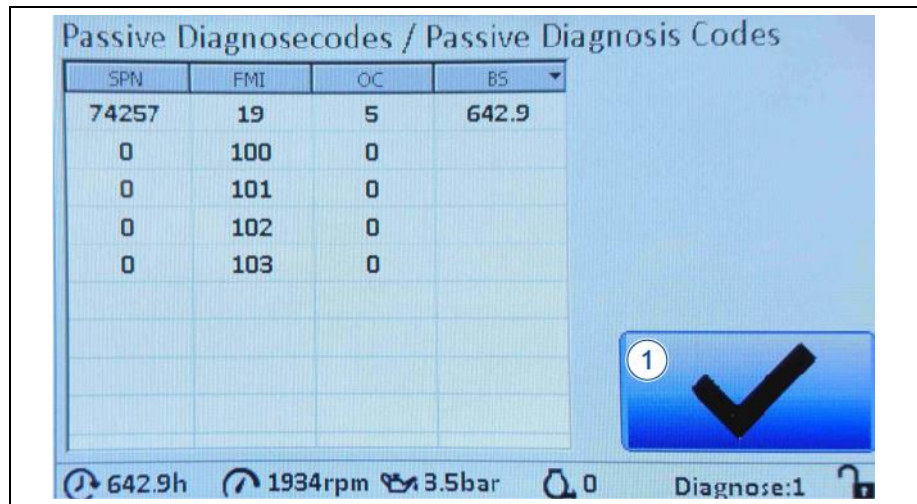 Passive Diagnosecodes / Passive Diagnosis Codes
SPN FMI OC BS
74257 19 5 642.9
0 100 0
0 101 0
0 102 0
0 103 0
1
642.9h 1934rpm 3.5bar 0 Diagnose:1